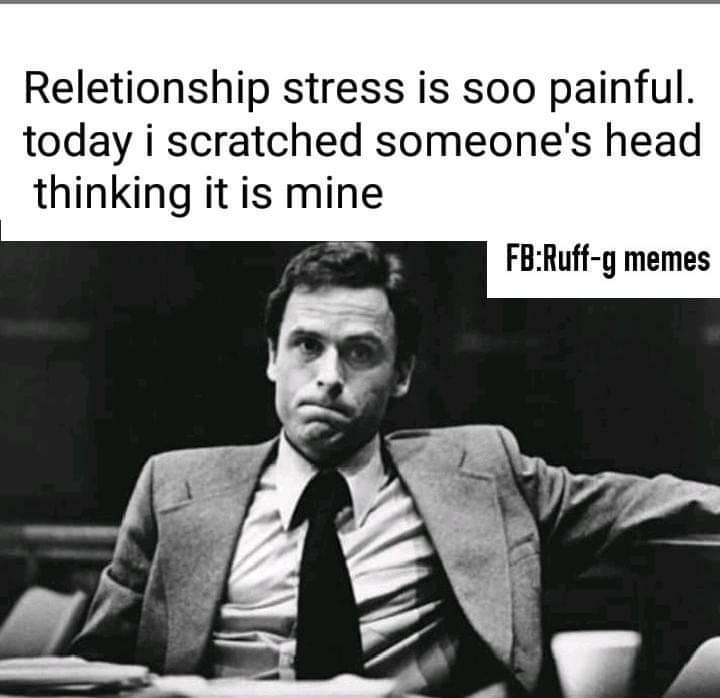 Reletionship stress is soo painful.
today i scratched someone's head
thinking it is mine
FB:Ruff-g memes